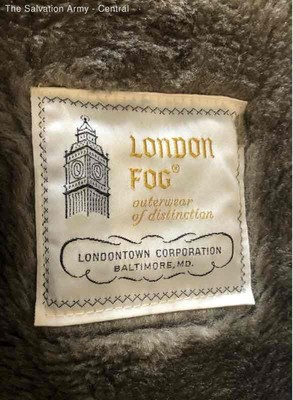 The Salvation Army - Central -
LONDON
FOG®
outerwear
of distinction
LONDONTOWN CORPORATION
BALTIMORE, MD.